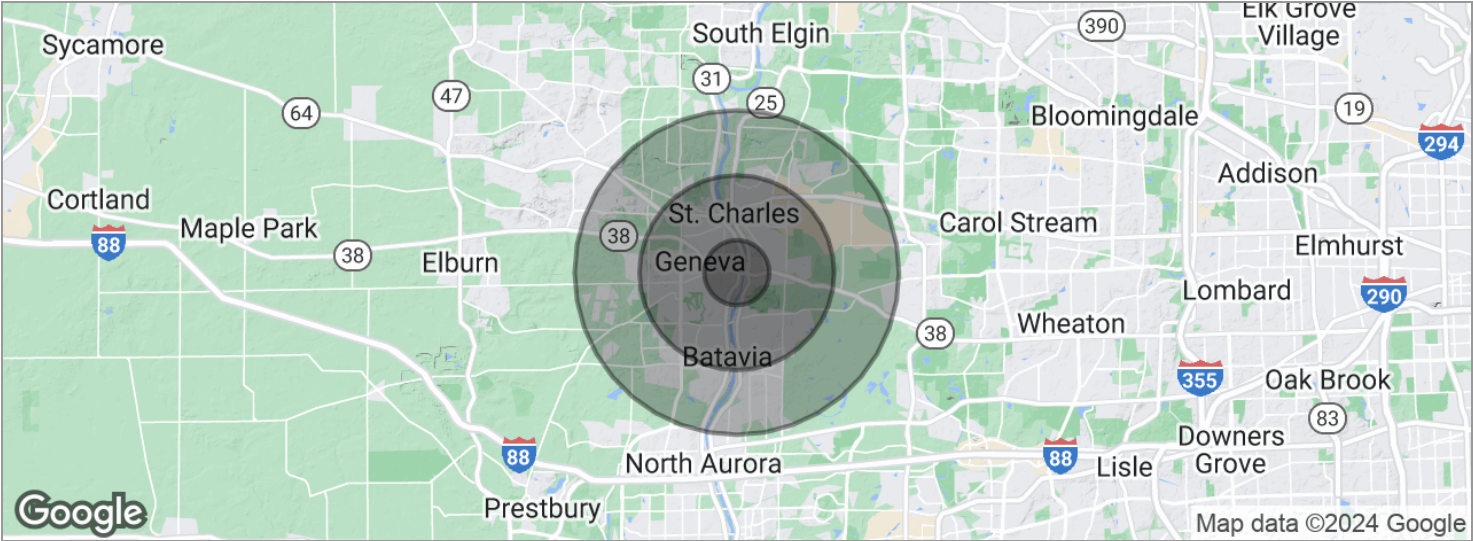 Elk Grove
Village
390
South Elgin
Sycamore
31
47
25
64
19
Bloomingdale
294
Addison
Cortland
St. Charles
Carol Stream
Maple Park
38
88
38
Elburn
Geneva
Elmhurst
Lombard
290
38
Wheaton
Batavia
355
Oak Brook
83
Downers
Grove
88
88
North Aurora
Lisle
Prestbury
Google
Map data ©2024 Google